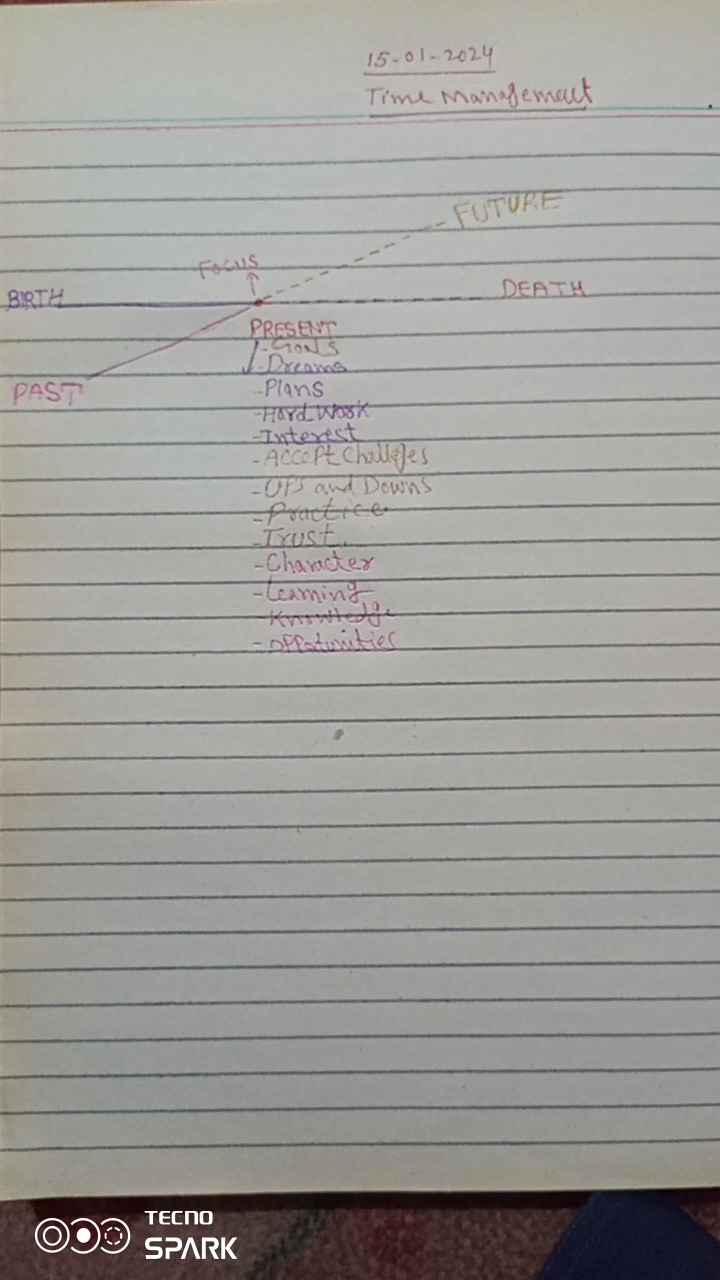 15-01-2024
Time Management
FUTURE
FOCUS
BIRTH
DEATH
PRESENT
PAST
- Goals
- Dreams
- Plans
- Hard Work
- Interest
- Accept Challenges
- UPS and Downs
- Practice
- Trust.
- Character
- Learning
- Knowledge
- Oppotunities
TECNO
SPARK